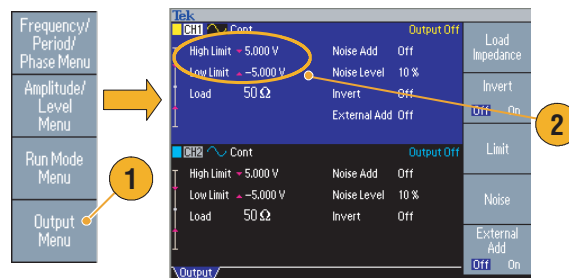 Frequency/
Period/
Phase Menu
Amplitude/
Level
Menu
Run Mode
Menu
Output
Menu
1
Tek
CH1 Cont Output Off
High Limit 5.000 V Noise Add Off
Low Limit -5.000 V Noise Level 10 %
Load 50 Ω Invert Off
External Add Off
CH2 Cont Output Off
High Limit 5.000 V Noise Add Off
Low Limit -5.000 V Noise Level 10 %
Load 50 Ω Invert Off
Output
Load
Impedance
Invert
Off On
Limit
Noise
External
Add
Off On
2